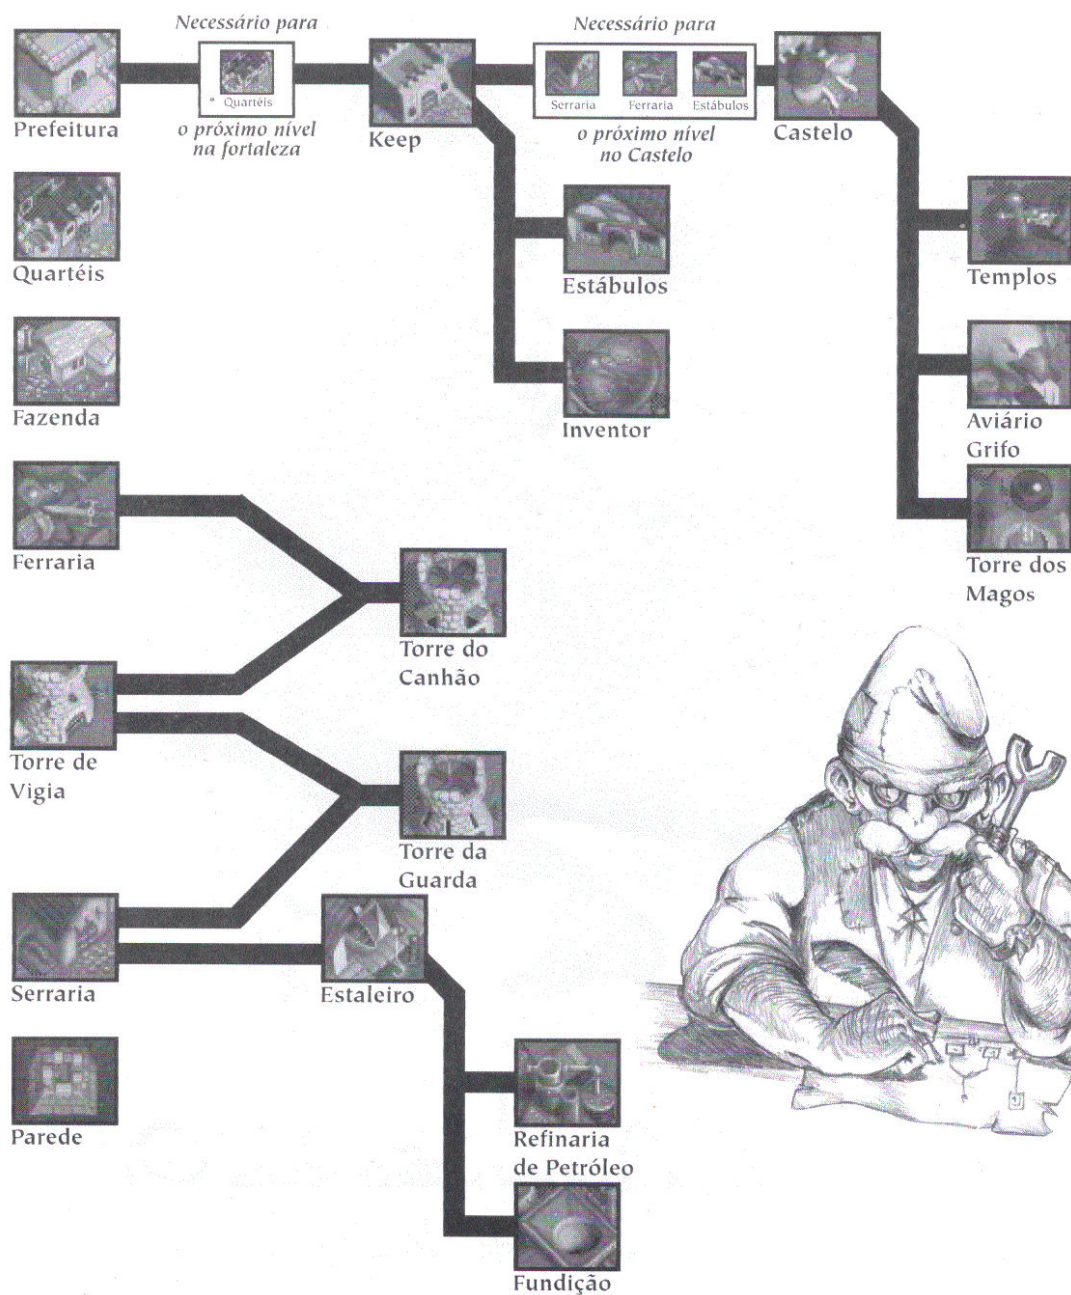 Necessário para
Quartéis
o próximo nível
na fortaleza
Necessário para
Serraria
Ferraria
Estábulos
o próximo nível
no Castelo
Prefeitura
Keep
Castelo
Quartéis
Estábulos
Templos
Fazenda
Inventor
Aviário
Grifo
Ferraria
Torre dos
Magos
Torre do
Canhão
Torre de
Vigia
Torre da
Guarda
Serraria
Estaleiro
Parede
Refinaria
de Petróleo
Fundição